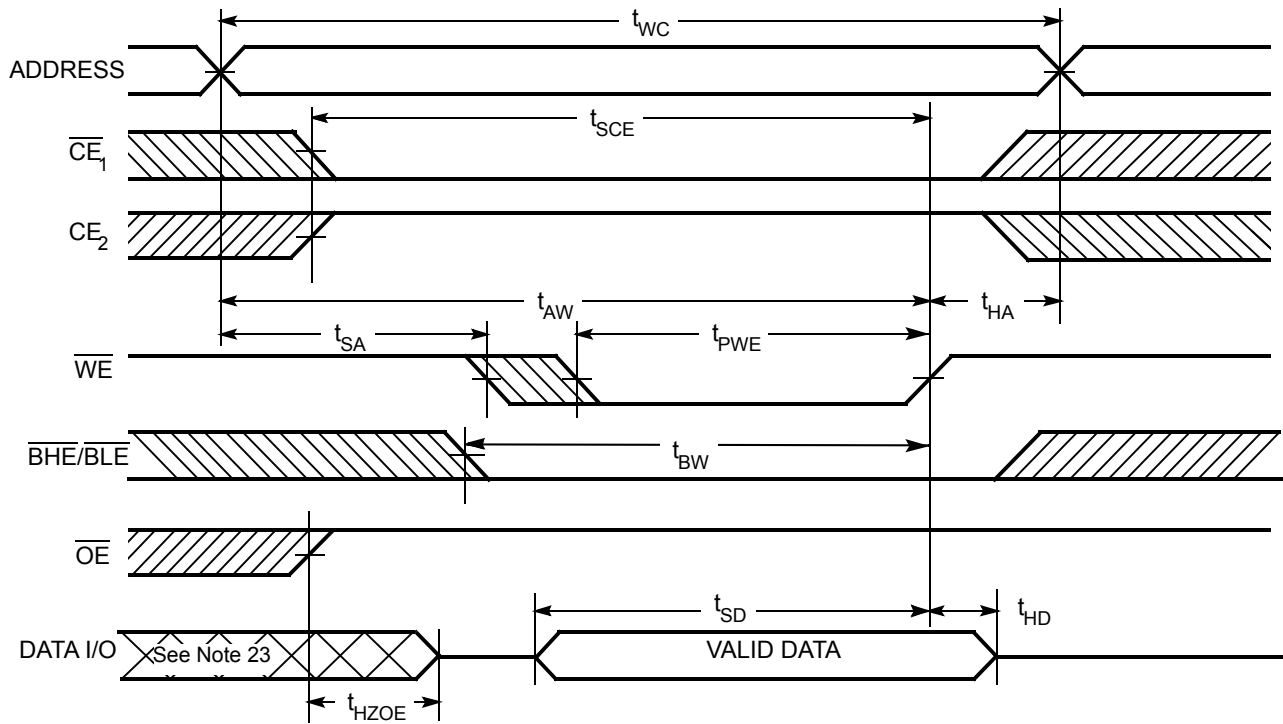 tWC
ADDRESS
tSCE
CE1
CE2
tAW
tHA
tSA
tPWE
WE
BHE/BLE
tBW
OE
tSD
tHD
DATA I/O
See Note 23
VALID DATA
tHZOE